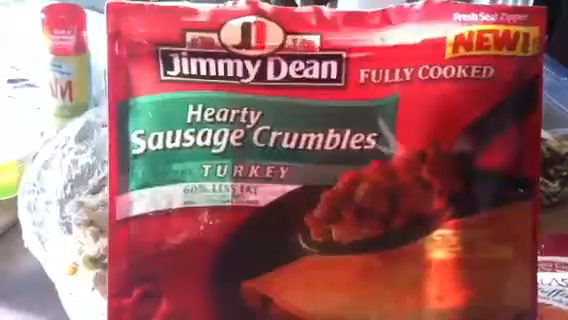 Fresh Seal Zipper
NEW!
Jimmy Dean
FULLY COOKED
Hearty
Sausage Crumbles
TURKEY
60% LESS FAT